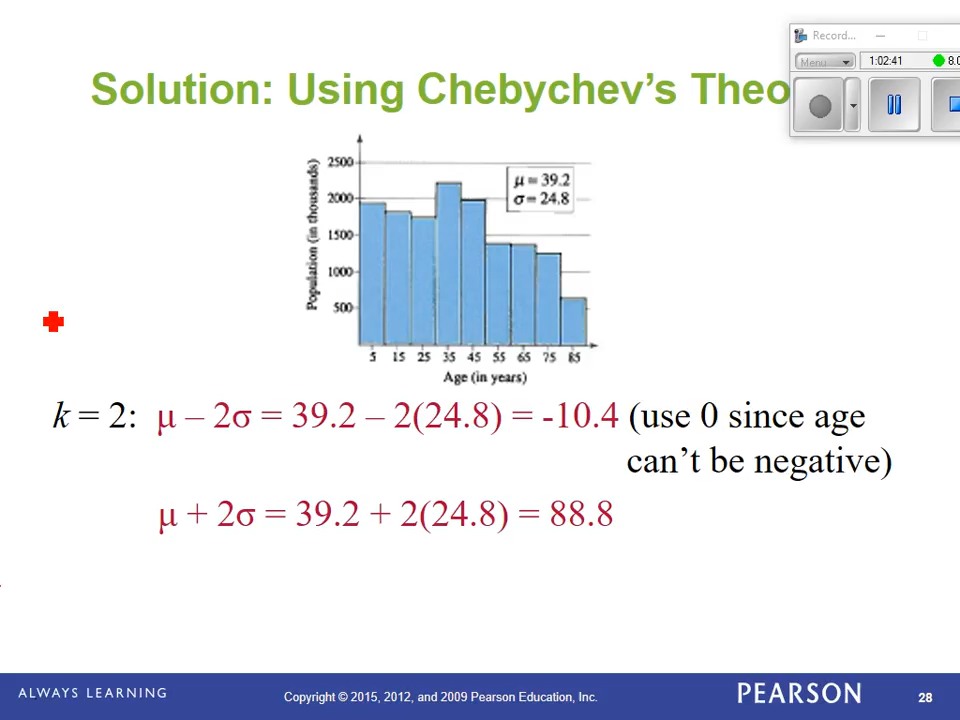 Record...
Menu
1:02:41
8.0
Solution: Using Chebychev's Theo
2500
2000
1500
1000
500
Population (in thousands)
μ = 39.2
σ = 24.8
5 15 25 35 45 55 65 75 85
Age (in years)
k = 2: μ – 2σ = 39.2 – 2(24.8) = -10.4 (use 0 since age
can't be negative)
μ + 2σ = 39.2 + 2(24.8) = 88.8
ALWAYS LEARNING
Copyright © 2015, 2012, and 2009 Pearson Education, Inc.
PEARSON
28